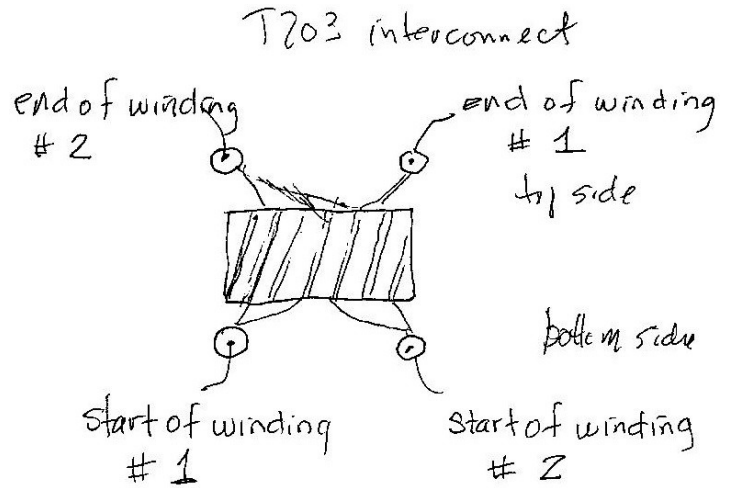 T203 interconnect
end of winding
# 2
end of winding
# 1
top side
bottom side
start of winding
# 1
start of winding
# 2